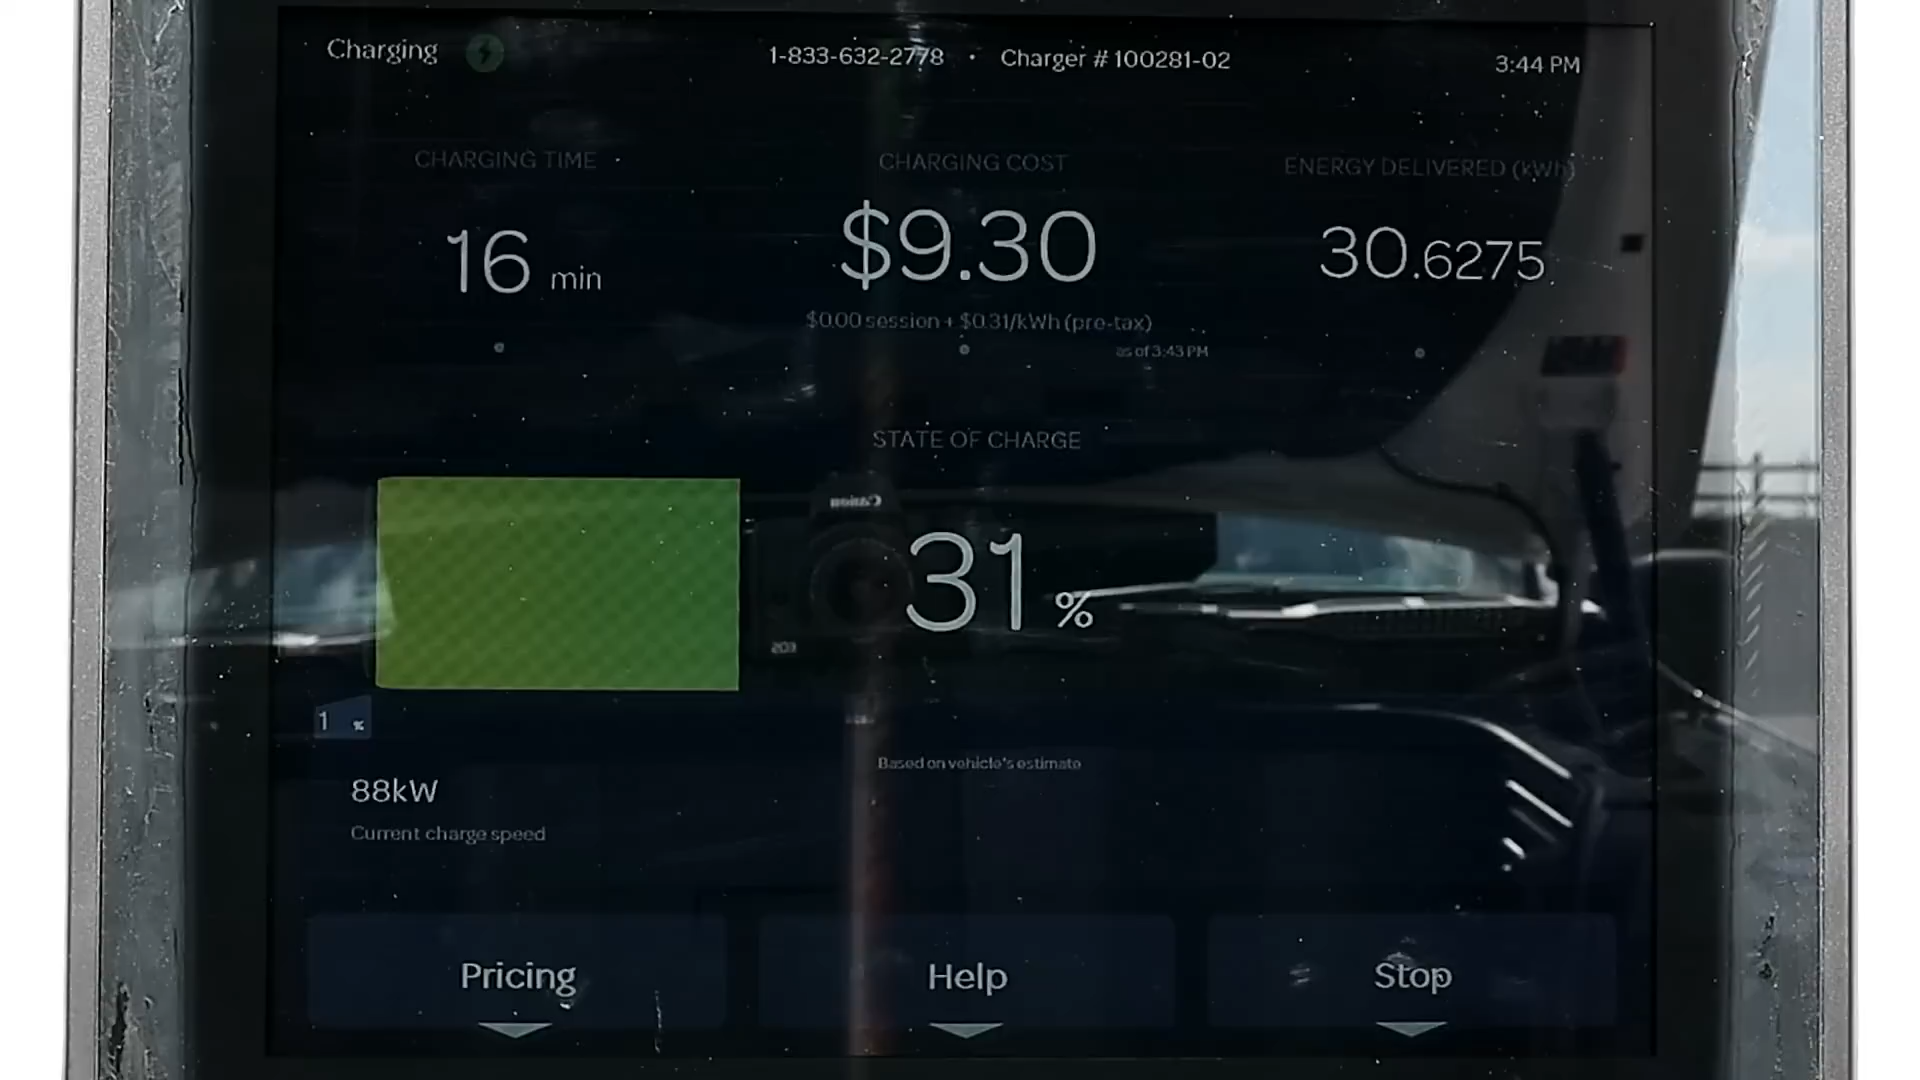 Charging 1-833-632-2778 · Charger # 100281-02 3:44 PM
CHARGING TIME CHARGING COST ENERGY DELIVERED (kWh)
16 min $9.30 30.6275
$0.00 session + $0.31/kWh (pre-tax)
as of 3:43 PM
STATE OF CHARGE
Canon
31 %
EOS
1 %
Based on vehicle's estimate
88kW
Current charge speed
Pricing Help Stop